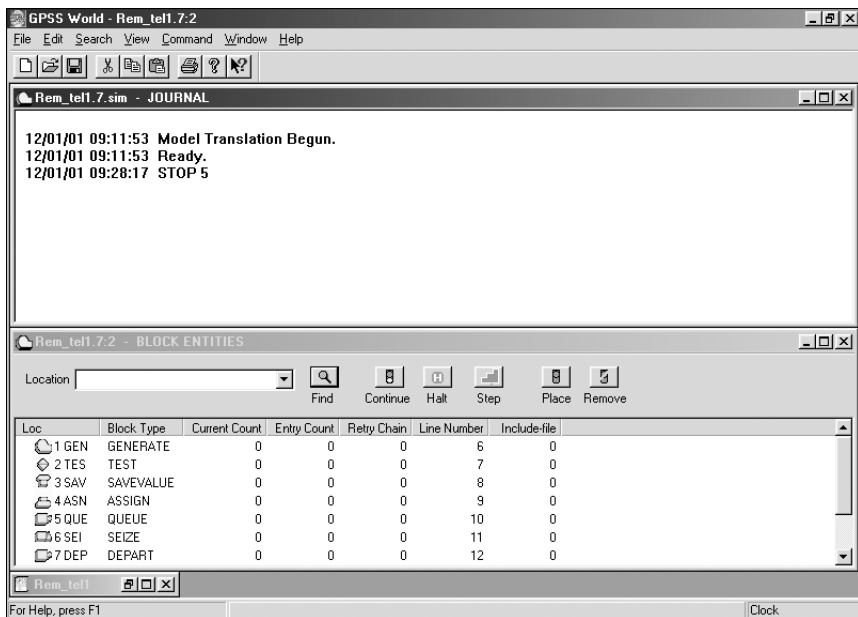 GPSS World - Rem_tel1.7:2
File Edit Search View Command Window Help
Rem_tel1.7.sim - JOURNAL
12/01/01 09:11:53 Model Translation Begun.
12/01/01 09:11:53 Ready.
12/01/01 09:28:17 STOP 5
Rem_tel1.7:2 - BLOCK ENTITIES
Location
Find Continue Halt Step Place Remove
Loc Block Type Current Count Entry Count Retry Chain Line Number Include-file
1 GEN GENERATE 0 0 0 6 0
2 TES TEST 0 0 0 7 0
3 SAV SAVEVALUE 0 0 0 8 0
4 ASN ASSIGN 0 0 0 9 0
5 QUE QUEUE 0 0 0 10 0
6 SEI SEIZE 0 0 0 11 0
7 DEP DEPART 0 0 0 12 0
Rem_tel1
For Help, press F1
Clock